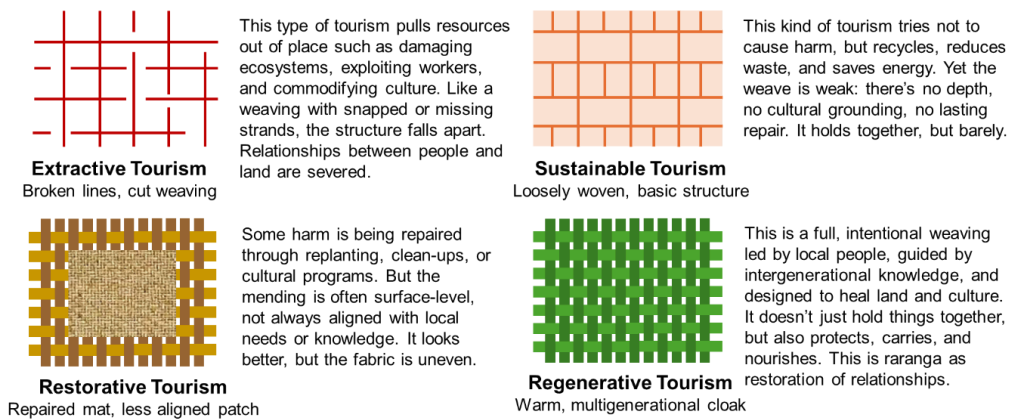 This type of tourism pulls resources
out of place such as damaging
ecosystems, exploiting workers,
and commodifying culture. Like a
weaving with snapped or missing
strands, the structure falls apart.
Relationships between people and
land are severed.
Extractive Tourism
Broken lines, cut weaving
This kind of tourism tries not to
cause harm, but recycles, reduces
waste, and saves energy. Yet the
weave is weak: there’s no depth,
no cultural grounding, no lasting
repair. It holds together, but barely.
Sustainable Tourism
Loosely woven, basic structure
Some harm is being repaired
through replanting, clean-ups, or
cultural programs. But the
mending is often surface-level,
not always aligned with local
needs or knowledge. It looks
better, but the fabric is uneven.
Restorative Tourism
Repaired mat, less aligned patch
This is a full, intentional weaving
led by local people, guided by
intergenerational knowledge, and
designed to heal land and culture.
It doesn’t just hold things together,
but also protects, carries, and
nourishes. This is raranga as
restoration of relationships.
Regenerative Tourism
Warm, multigenerational cloak